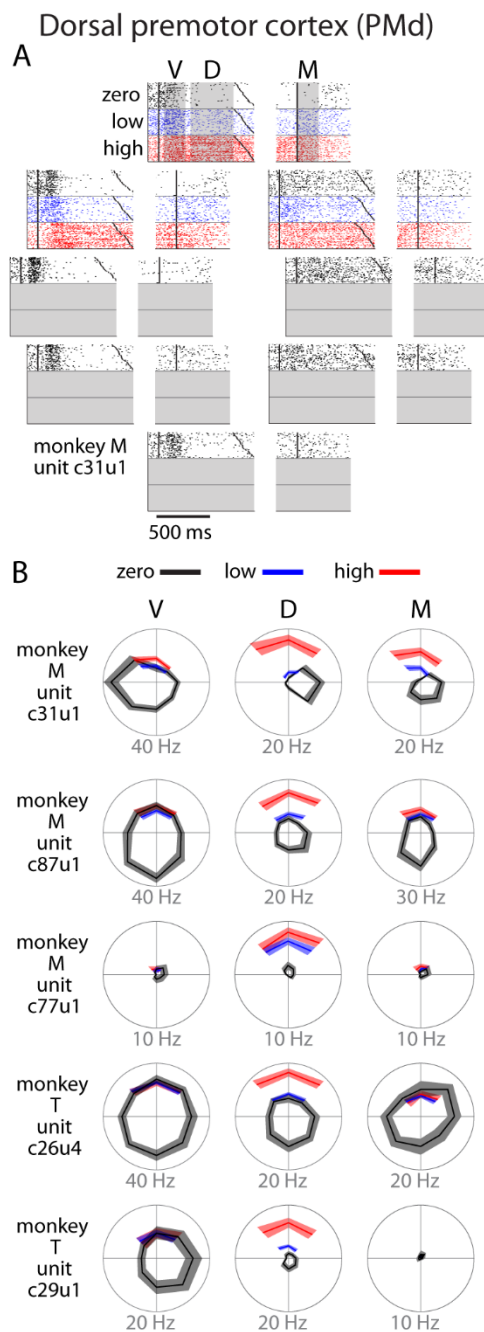 Dorsal premotor cortex (PMd)
A
V D M
zero
low
high
monkey M
unit c31u1
500 ms
B
zero low high
V D M
monkey
M
unit
c31u1
40 Hz 20 Hz 20 Hz
monkey
M
unit
c87u1
40 Hz 20 Hz 30 Hz
monkey
M
unit
c77u1
10 Hz 10 Hz 10 Hz
monkey
T
unit
c26u4
40 Hz 20 Hz 20 Hz
monkey
T
unit
c29u1
20 Hz 20 Hz 10 Hz